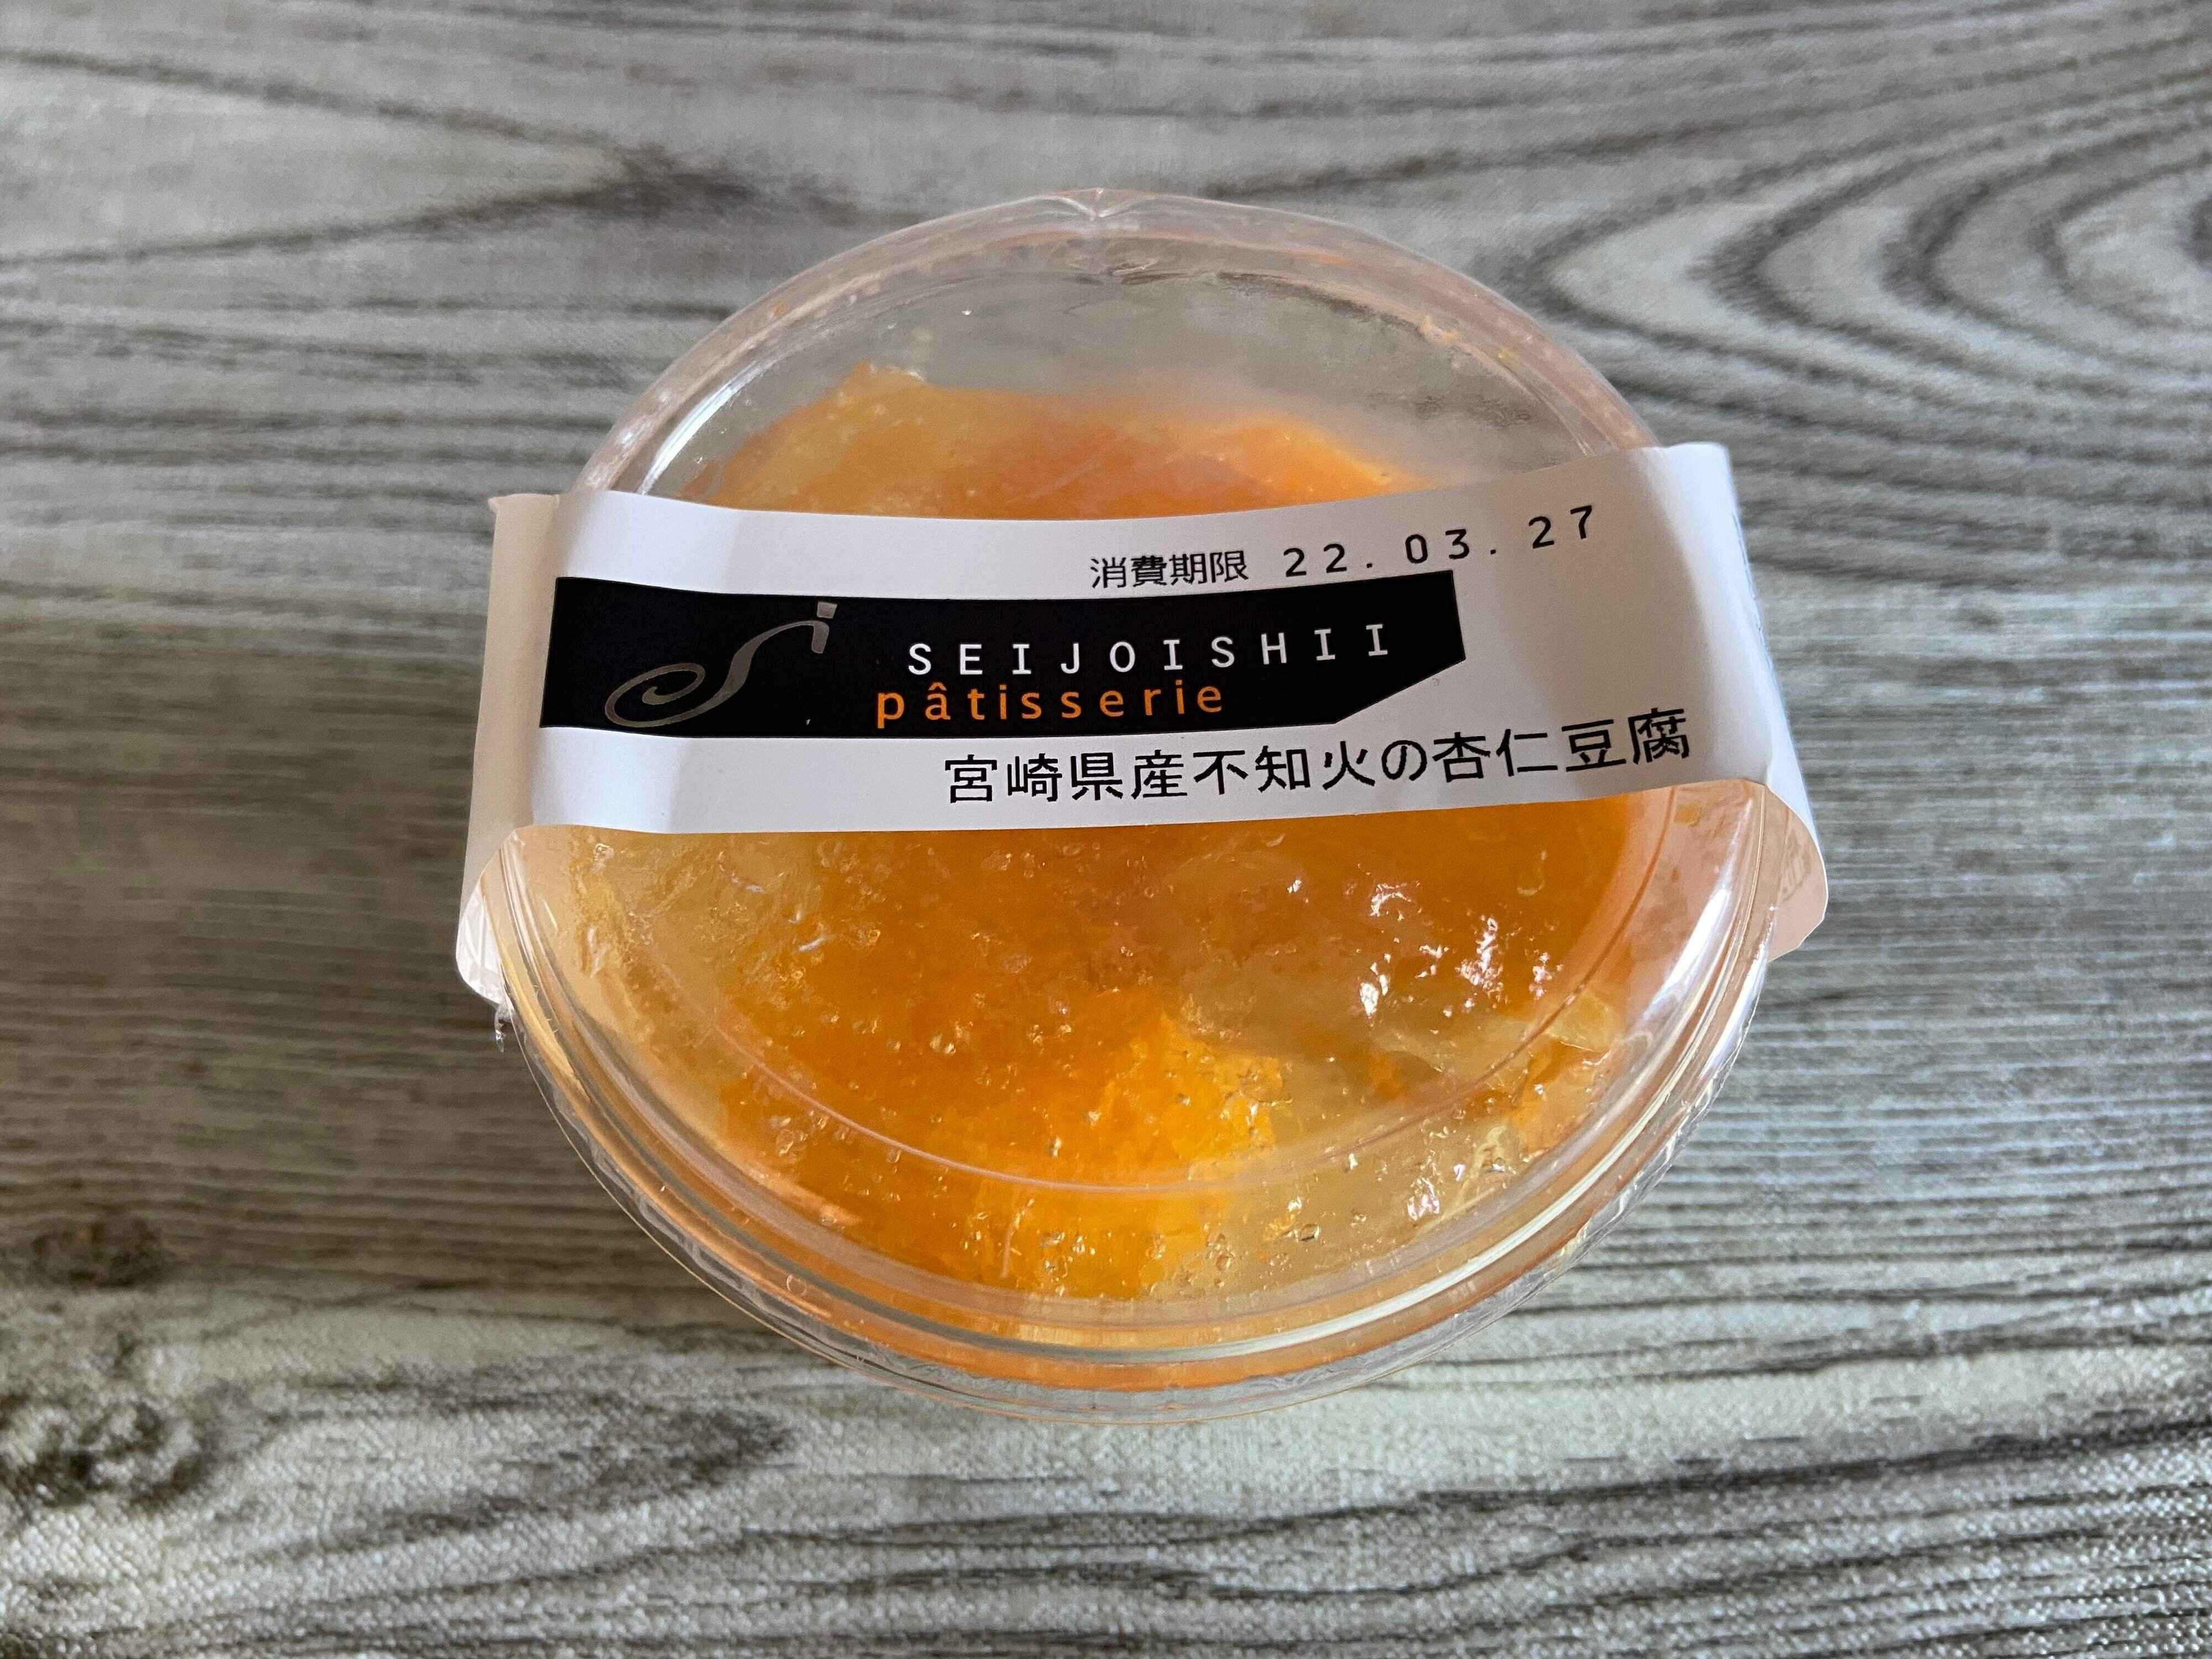 消費期限 22.03.27
SEIJOISHII
pâtisserie
宮崎県産不知火の杏仁豆腐